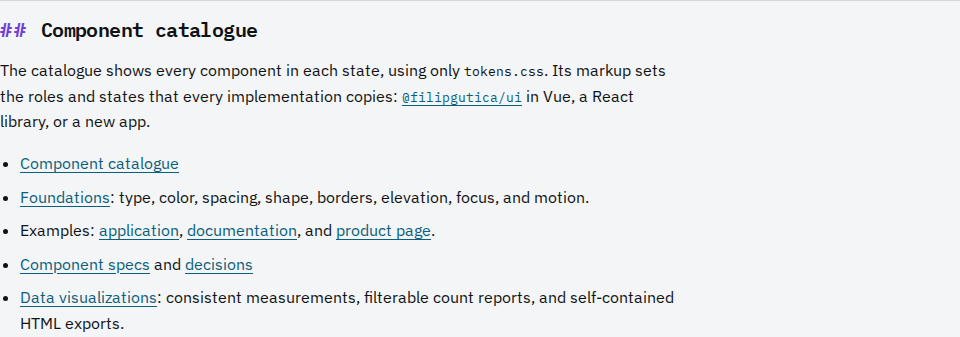 ## Component catalogue
The catalogue shows every component in each state, using only tokens.css. Its markup sets
the roles and states that every implementation copies: @filipgutica/ui in Vue, a React
library, or a new app.
• Component catalogue
• Foundations: type, color, spacing, shape, borders, elevation, focus, and motion.
• Examples: application, documentation, and product page.
• Component specs and decisions
• Data visualizations: consistent measurements, filterable count reports, and self-contained
HTML exports.